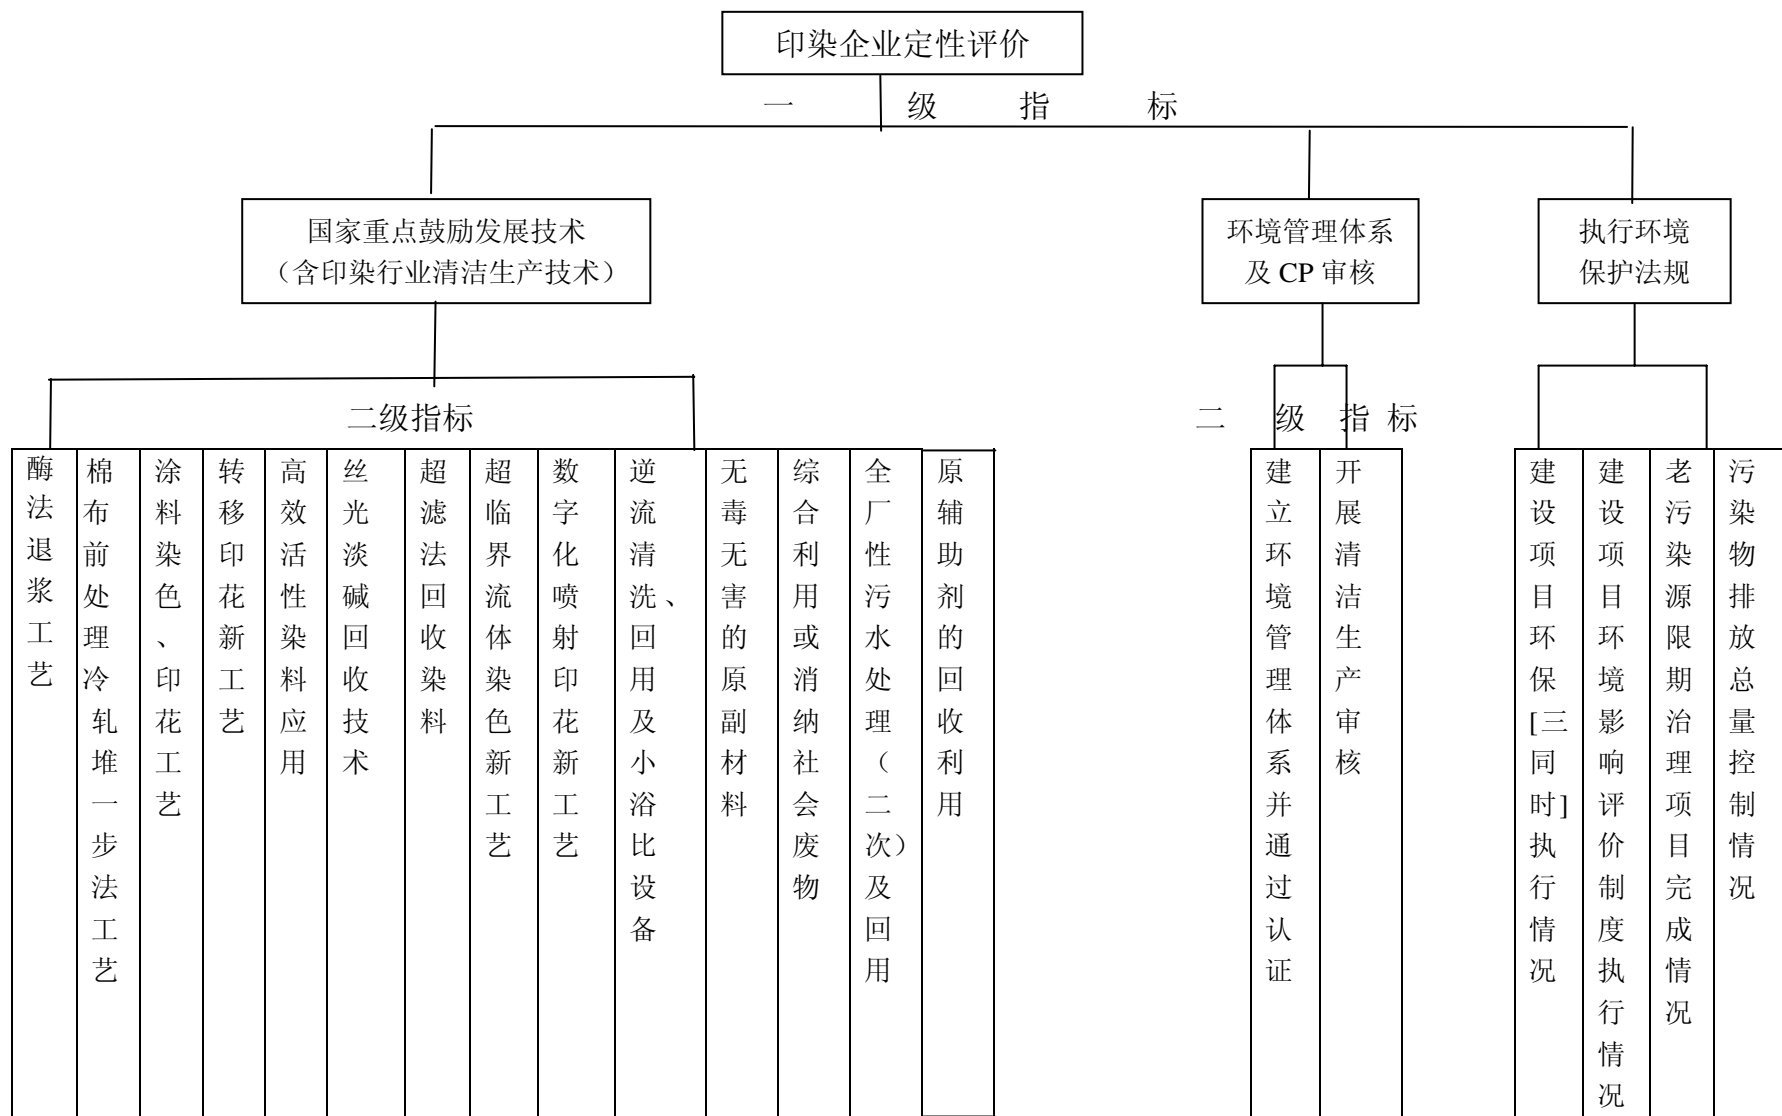 印染企业定性评价
一级指标
国家重点鼓励发展技术
（含印染行业清洁生产技术）
环境管理体系
及 CP 审核
执行环境
保护法规
二级指标
二级指标
酶法退浆工艺
棉布前处理冷轧堆一步法工艺
涂料染色、印花工艺
转移印花新工艺
高效活性染料应用
丝光淡碱回收技术
超滤法回收染料
超临界流体染色新工艺
数字化喷射印花新工艺
逆流清洗、回用及小浴比设备
无毒无害的原副材料
综合利用或消纳社会废物
全厂性污水处理（二次）及回用
原辅助剂的回收利用
建立环境管理体系并通过认证
开展清洁生产审核
建设项目环保[三同时]执行情况
建设项目环境影响评价制度执行情况
老污染源限期治理项目完成情况
污染物排放总量控制情况